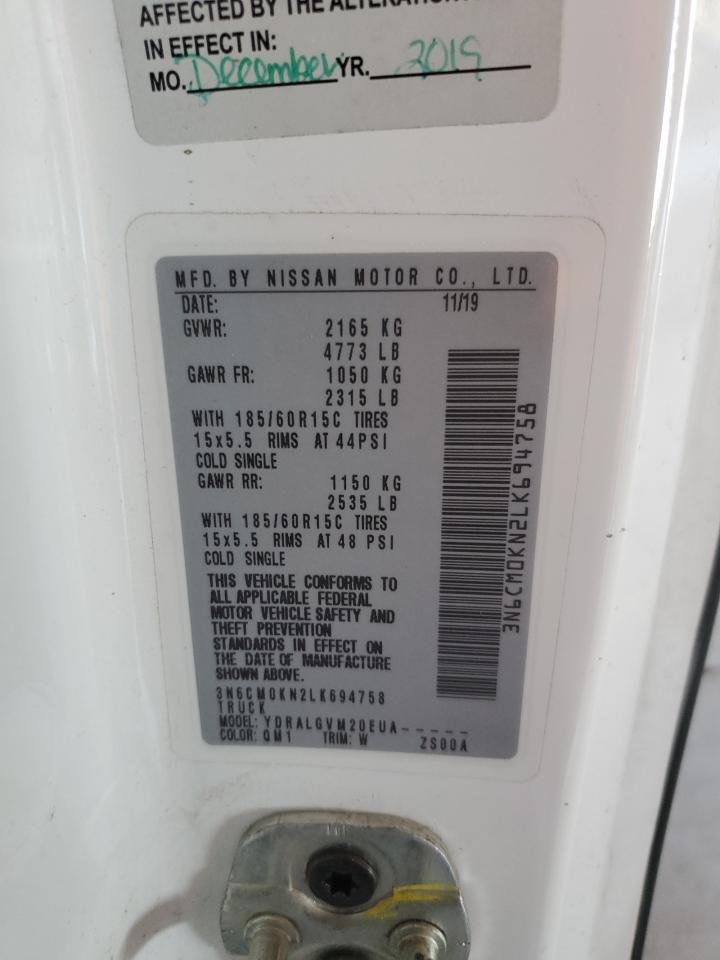 AFFECTED BY THE ALTERATION
IN EFFECT IN:
MO. December YR. 2019
MFD. BY NISSAN MOTOR CO., LTD.
DATE: 11/19
GVWR: 2165 KG
4773 LB
GAWR FR: 1050 KG
2315 LB
WITH 185/60R15C TIRES
15x5.5 RIMS AT 44PSI
COLD SINGLE
GAWR RR: 1150 KG
2535 LB
WITH 185/60R15C TIRES
15x5.5 RIMS AT 48 PSI
COLD SINGLE
THIS VEHICLE CONFORMS TO
ALL APPLICABLE FEDERAL
MOTOR VEHICLE SAFETY AND
THEFT PREVENTION
STANDARDS IN EFFECT ON
THE DATE OF MANUFACTURE
SHOWN ABOVE.
3N6CM0KN2LK694758
TRUCK
MODEL: YDRALGVM20EUA-----
COLOR: QM1 TRIM: W ZS00A
3N6CM0KN2LK694758